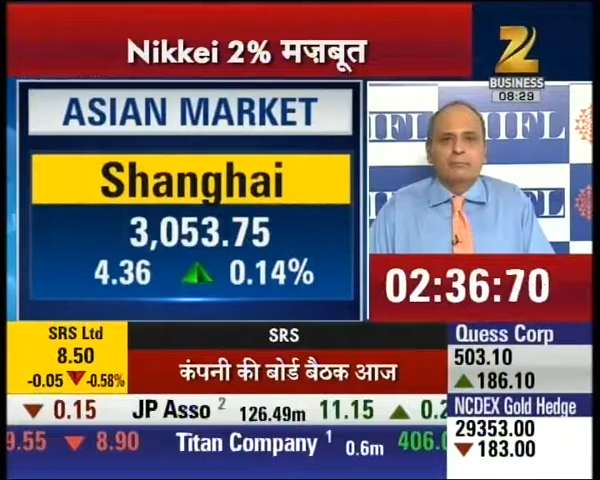 Nikkei 2% मज़बूत
Z
BUSINESS
08:29
ASIAN MARKET
Shanghai
3,053.75
4.36 0.14%
IIFL IIFL
IIFL
02:36:70
SRS Ltd
8.50
-0.05 -0.58%
SRS
कंपनी की बोर्ड बैठक आज
Quess Corp
503.10
186.10
NCDEX Gold Hedge
29353.00
183.00
0.15 JP Asso 2 126.49m 11.15
9.55 8.90 Titan Company 1 0.6m 406.0